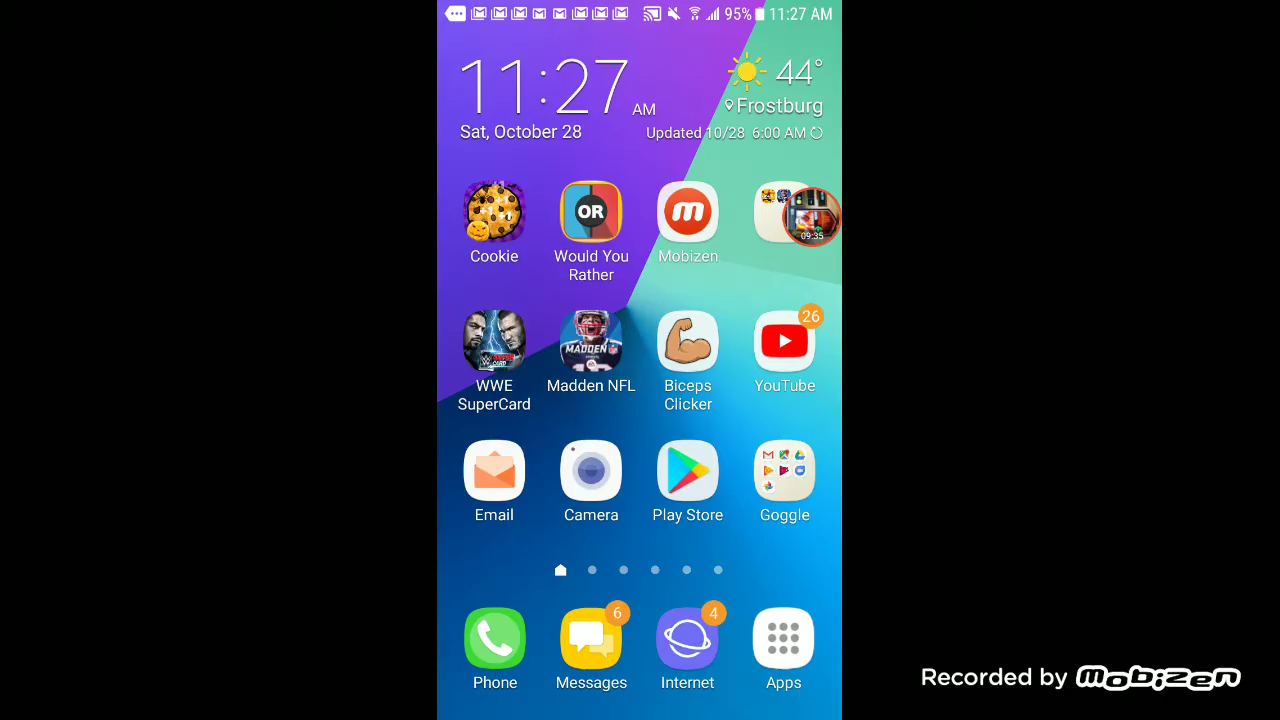 95% 11:27 AM
11:27 AM
44°
Frostburg
Sat, October 28
Updated 10/28 6:00 AM
OR
09:35
Cookie
Would You
Rather
Mobizen
MADDEN
26
WWE
SuperCard
Madden NFL
Biceps
Clicker
YouTube
Email
Camera
Play Store
Goggle
6
4
Phone
Messages
Internet
Apps
Recorded by mobizen